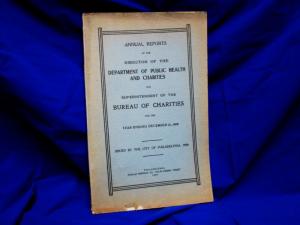 ANNUAL REPORTS
OF THE
DIRECTOR OF THE
DEPARTMENT OF PUBLIC HEALTH
AND CHARITIES
AND
SUPERINTENDENT OF THE
BUREAU OF CHARITIES
FOR THE
YEAR ENDING DECEMBER 31,
ISSUED BY THE CITY OF PHILADELPHIA,
PHILADELPHIA: